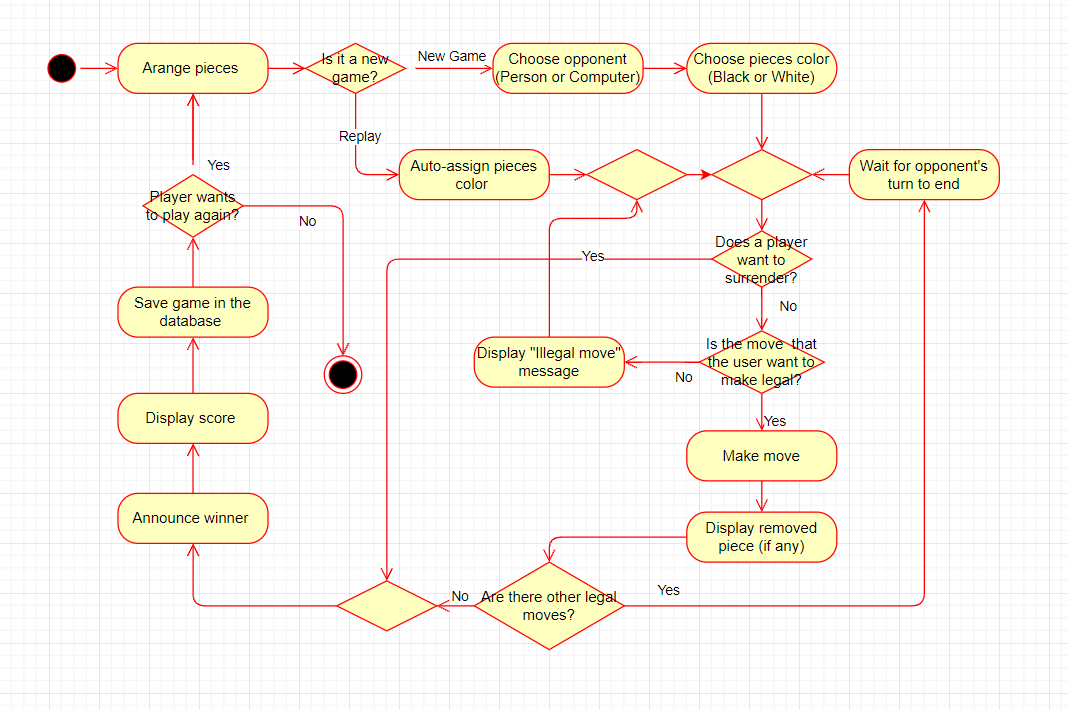 Arange pieces
Is it a new
game?
New Game
Choose opponent
(Person or Computer)
Choose pieces color
(Black or White)
Replay
Auto-assign pieces
color
Wait for opponent's
turn to end
Yes
Player wants
to play again?
No
Does a player
want to
surrender?
Yes
No
Save game in the
database
Display "Illegal move"
message
Is the move  that
the user want to
make legal?
No
Yes
Display score
Make move
Announce winner
Display removed
piece (if any)
No
Are there other legal
moves?
Yes